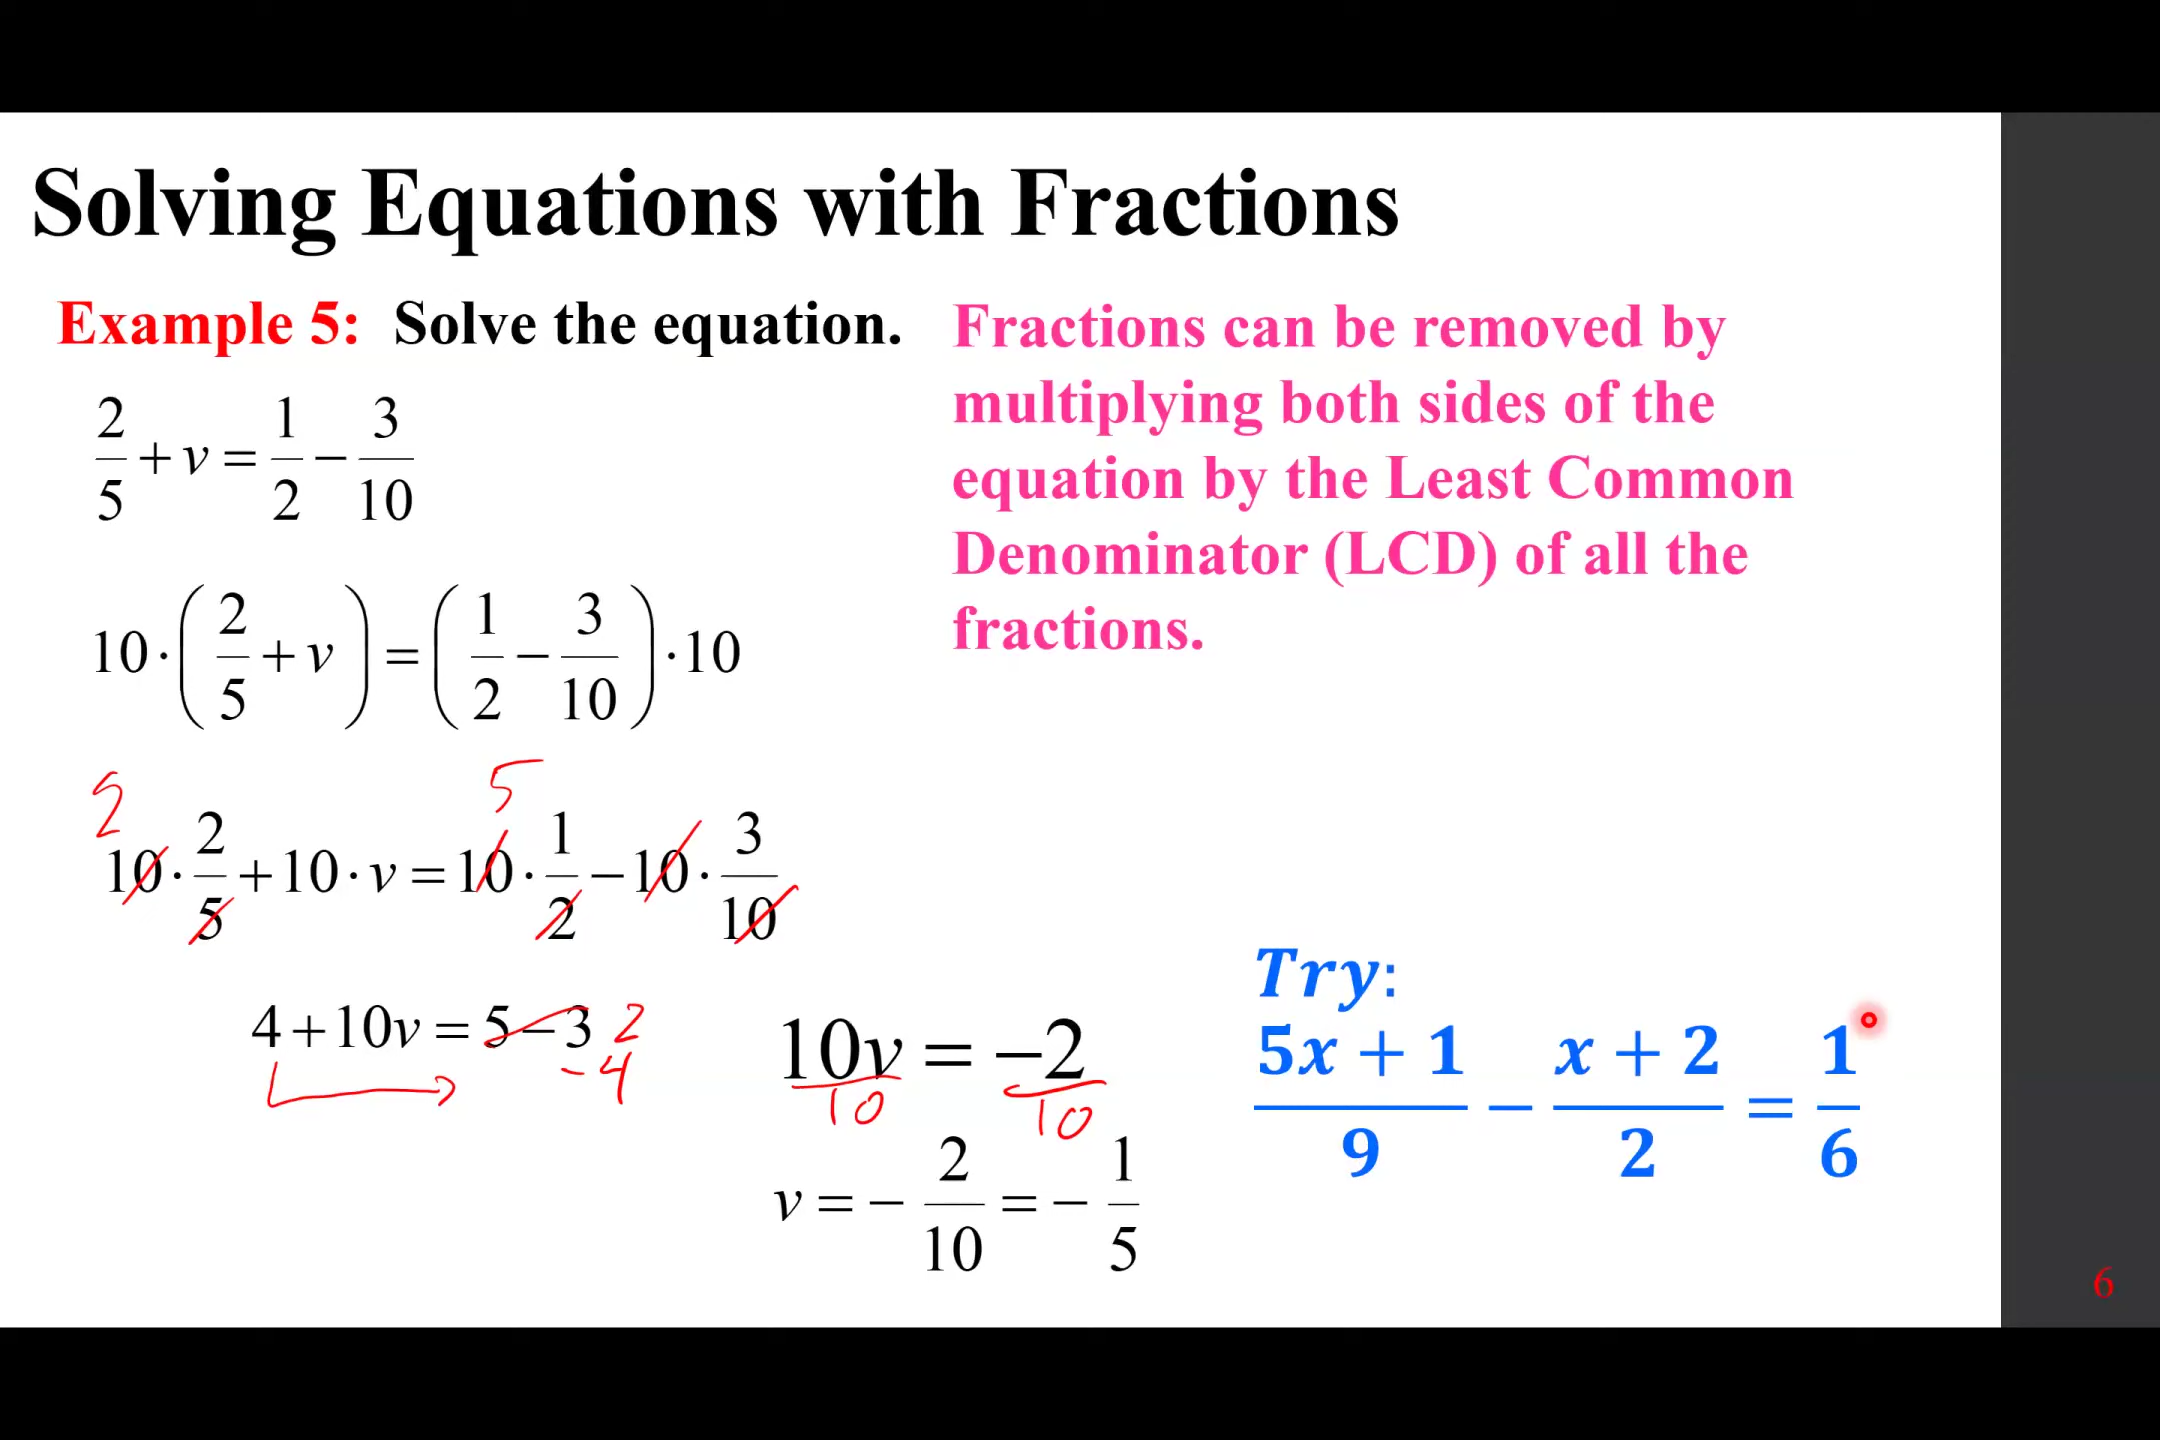 Solving Equations with Fractions
Example 5: Solve the equation.
2/5 + v = 1/2 − 3/10
10 · (2/5 + v) = (1/2 − 3/10) · 10
2 5
10 · 2/5 + 10 · v = 10 · 1/2 − 10 · 3/10
4 + 10v = 5 − 3 2
-4
10v = −2
10 10
v = − 2/10 = − 1/5
Fractions can be removed by
multiplying both sides of the
equation by the Least Common
Denominator (LCD) of all the
fractions.
Try:
5x + 1/9 − x + 2/2 = 1/6
6